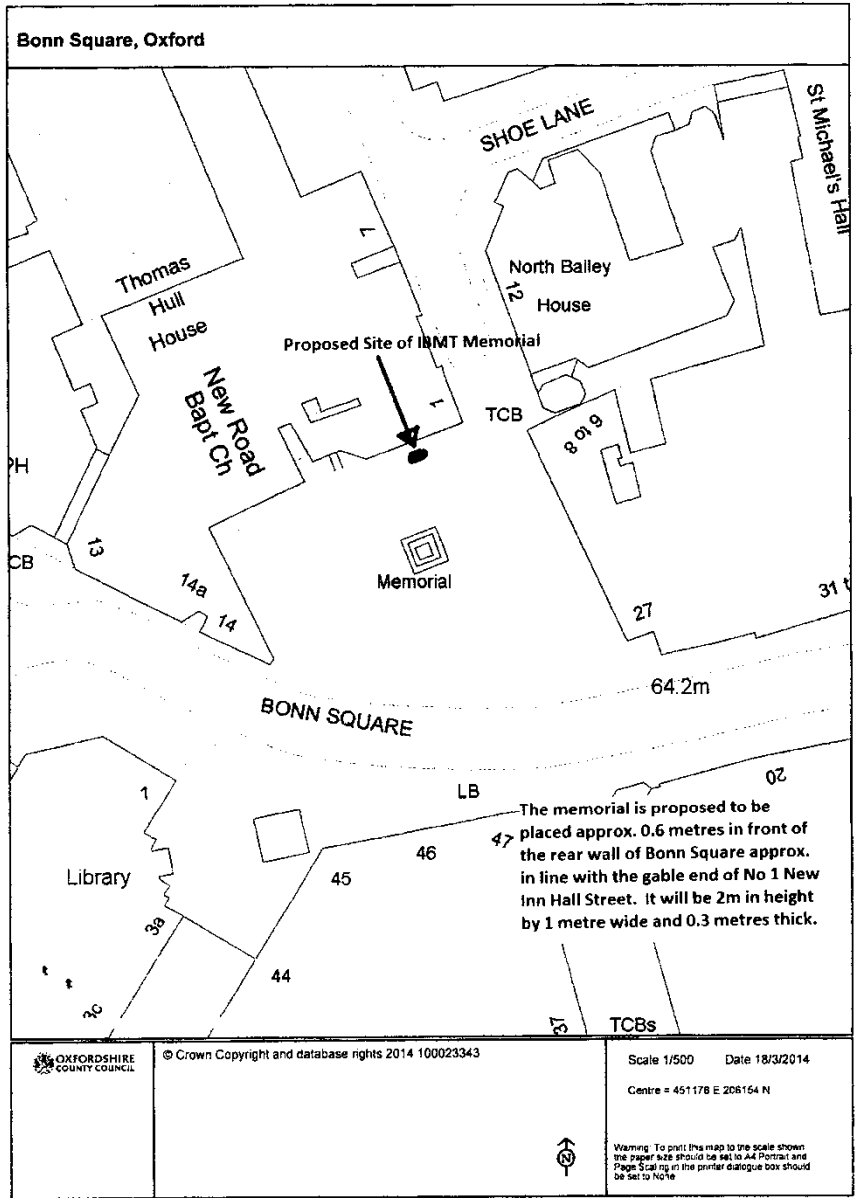 Bonn Square, Oxford
SHOE LANE
St Michael's Hall
Thomas
Hull
House
7
North Bailey
House
12
Proposed Site of IBMT Memorial
New Road
Bapt Ch
1
TCB
6 to 8
PH
CB
13
14a
14
Memorial
27
31 t
64.2m
BONN SQUARE
1
LB
20
47
46
45
44
Library
3a
3c
t
t
The memorial is proposed to be
placed approx. 0.6 metres in front of
the rear wall of Bonn Square approx.
in line with the gable end of No 1 New
Inn Hall Street. It will be 2m in height
by 1 metre wide and 0.3 metres thick.
37
TCBs
OXFORDSHIRE
COUNTY COUNCIL
© Crown Copyright and database rights 2014 100023343
N
Scale 1/500 Date 18/3/2014
Centre = 451176 E 206154 N
Warning: To print this map to the scale shown
the paper size should be set to A4 Portrait and
Page Scaling in the printer dialogue box should
be set to None